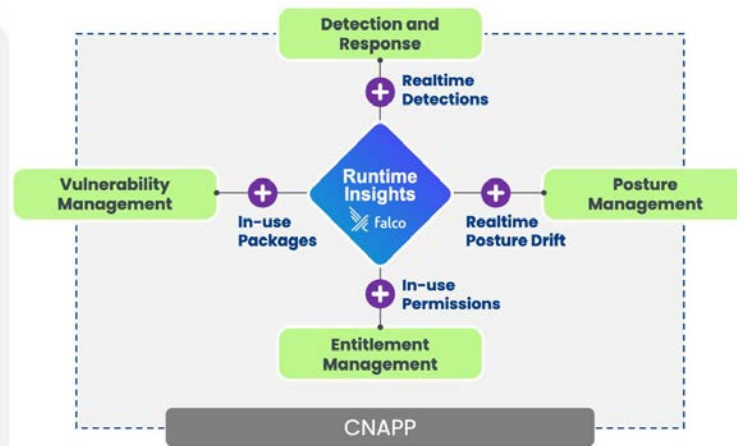 Detection and
Response
Realtime
Detections
Vulnerability
Management
In-use
Packages
Runtime
Insights
falco
Realtime
Posture Drift
Posture
Management
In-use
Permissions
Entitlement
Management
CNAPP